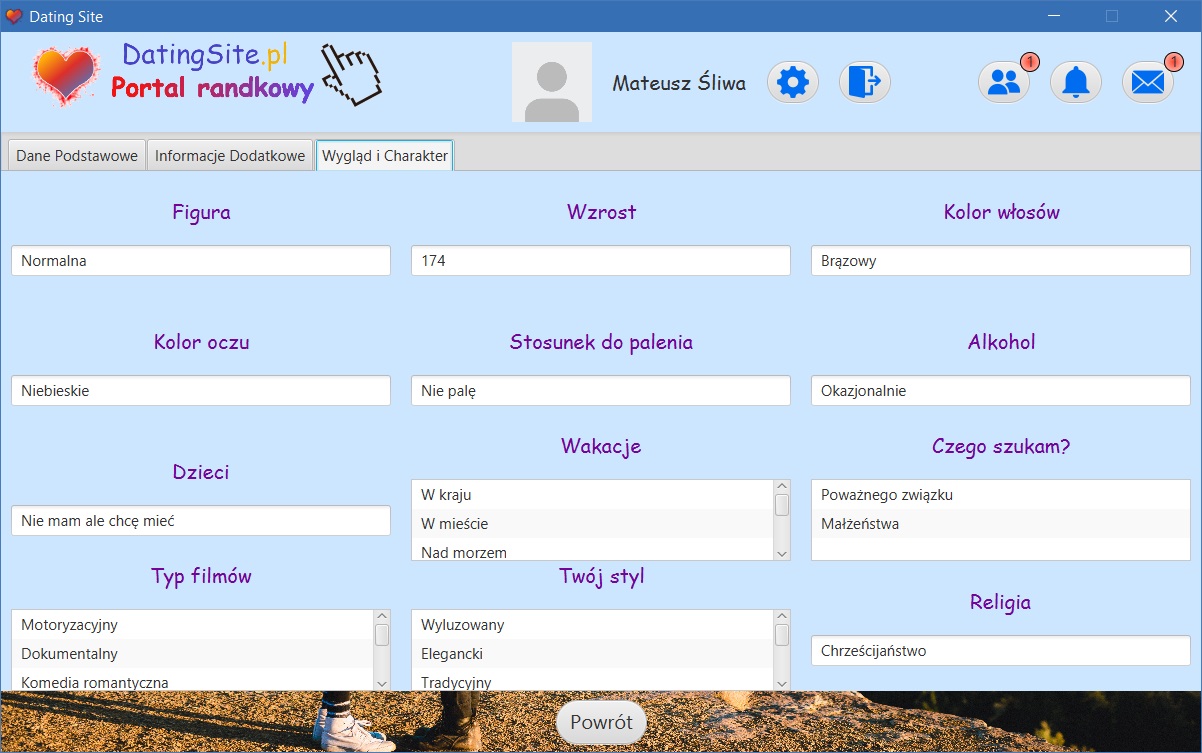 Dating Site
DatingSite.pl
Portal randkowy
Mateusz Śliwa
1
1
Dane Podstawowe
Informacje Dodatkowe
Wygląd i Charakter
Figura
Wzrost
Kolor włosów
Normalna
174
Brązowy
Kolor oczu
Stosunek do palenia
Alkohol
Niebieskie
Nie palę
Okazjonalnie
Dzieci
Wakacje
Czego szukam?
Nie mam ale chcę mieć
W kraju
W mieście
Nad morzem
Poważnego związku
Małżeństwa
Typ filmów
Twój styl
Religia
Motoryzacyjny
Dokumentalny
Komedia romantyczna
Wyluzowany
Elegancki
Tradycyjny
Chrześcijaństwo
Powrót